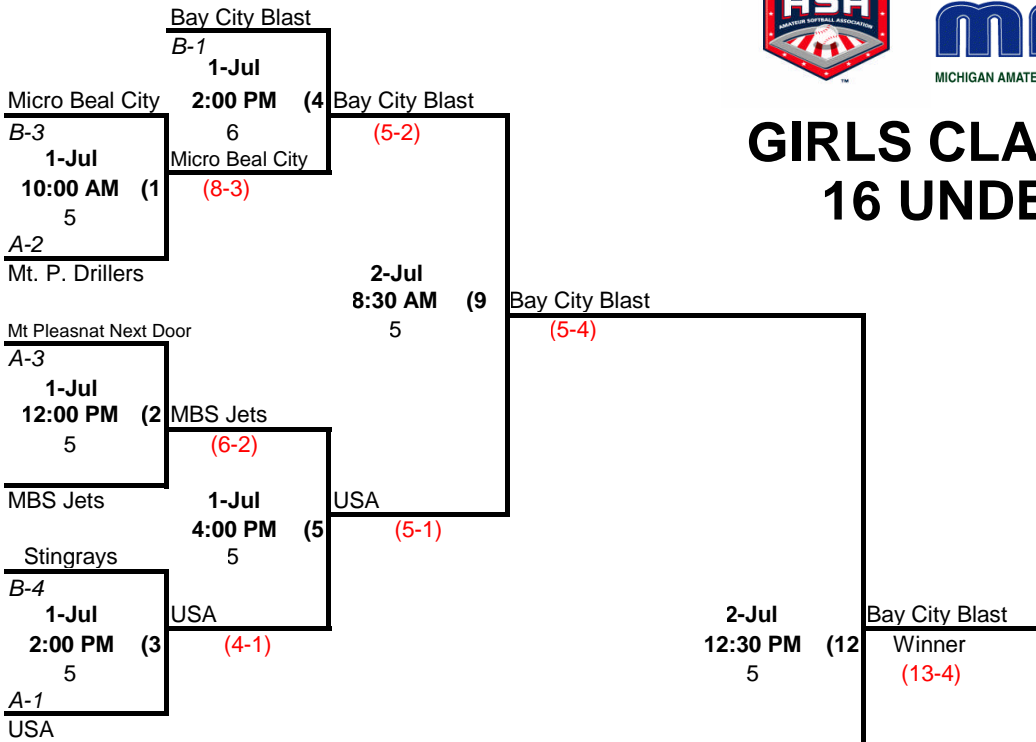 ASA
AMATEUR SOFTBALL ASSOCIATION
TM
MICHIGAN AMATE
GIRLS CLA
16 UNDE
Bay City Blast
B-1
1-Jul
Micro Beal City 2:00 PM (4 Bay City Blast
B-3 6 (5-2)
1-Jul Micro Beal City
10:00 AM (1 (8-3)
5
A-2
Mt. P. Drillers 2-Jul
8:30 AM (9 Bay City Blast
Mt Pleasnat Next Door 5 (5-4)
A-3
1-Jul
12:00 PM (2 MBS Jets
5 (6-2)
MBS Jets 1-Jul USA
4:00 PM (5 (5-1)
Stingrays 5
B-4
1-Jul USA 2-Jul Bay City Blast
2:00 PM (3 (4-1) 12:30 PM (12 Winner
5 5 (13-4)
A-1
USA